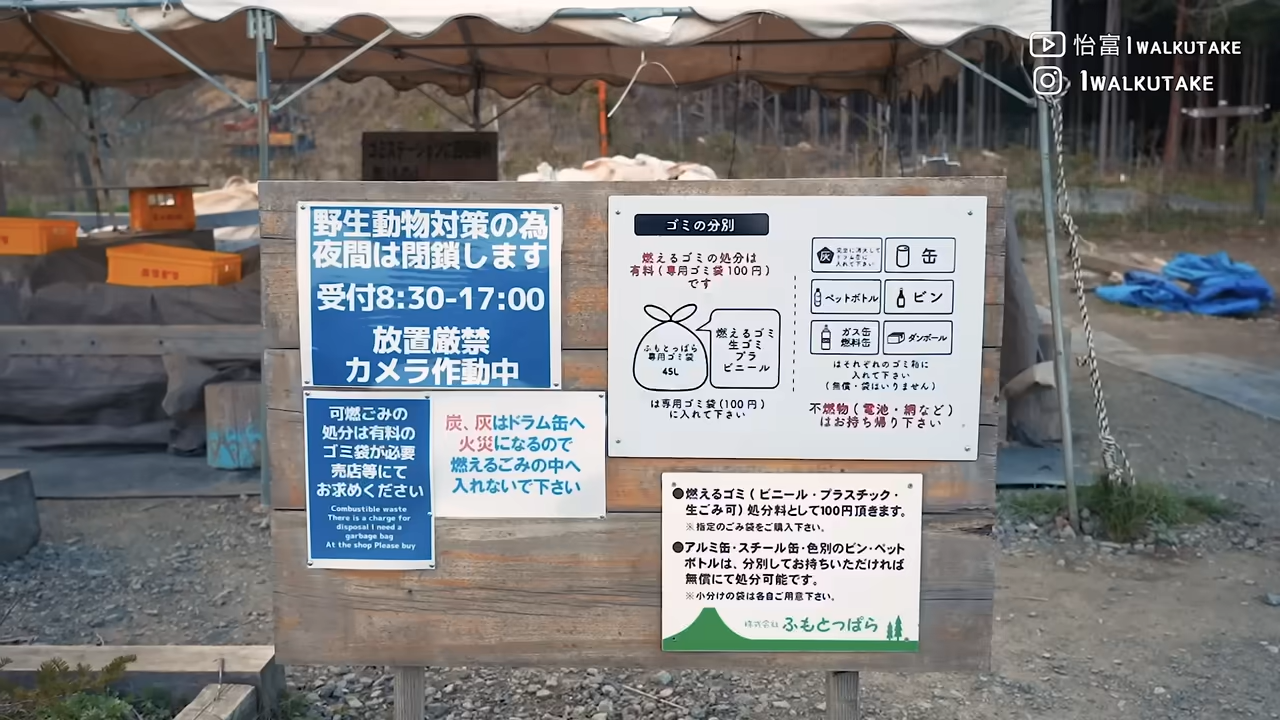 怡富1WALKUTAKE
1WALKUTAKE
野生動物対策の為
夜間は閉鎖します
受付8:30-17:00
放置厳禁
カメラ作動中
可燃ごみの
処分は有料の
ゴミ袋が必要
売店等にて
お求めください
Combustible waste
There is a charge for
disposal I need a
garbage bag
At the shop Please buy
炭、灰はドラム缶へ
火災になるので
燃えるごみの中へ
入れないで下さい
ゴミの分別
燃えるゴミの処分は
有料(専用ゴミ袋100円)
です
ふもとっぱら
専用ゴミ袋
45L
燃えるゴミ
生ゴミ
プラ
ビニール
は専用ゴミ袋(100円)
に入れて下さい
灰
完全に消火して
ドラム缶に
入れて下さい
缶
ペットボトル
ビン
ガス缶
燃料缶
ダンボール
はそれぞれのゴミ箱に
入れて下さい
(無償・袋はいりません)
不燃物(電池・網など)
はお持ち帰り下さい
●燃えるゴミ(ビニール・プラスチック・
生ごみ可)処分料として100円頂きます。
※指定のごみ袋をご購入下さい。
●アルミ缶・スチール缶・色別のビン・ペット
ボトルは、分別してお持ちいただければ
無償にて処分可能です。
※小分けの袋は各自ご用意下さい。
株式会社 ふもとっぱら